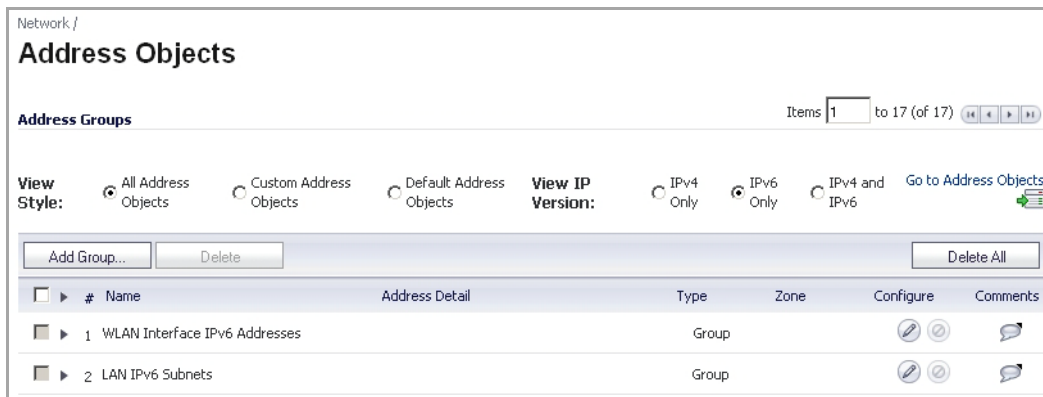 Network /
Address Objects
Address Groups
Items 1 to 17 (of 17)
View Style: All Address Objects Custom Address Objects Default Address Objects View IP Version: IPv4 Only IPv6 Only IPv4 and IPv6 Go to Address Objects
Add Group... Delete Delete All
# Name Address Detail Type Zone Configure Comments
1 WLAN Interface IPv6 Addresses Group
2 LAN IPv6 Subnets Group